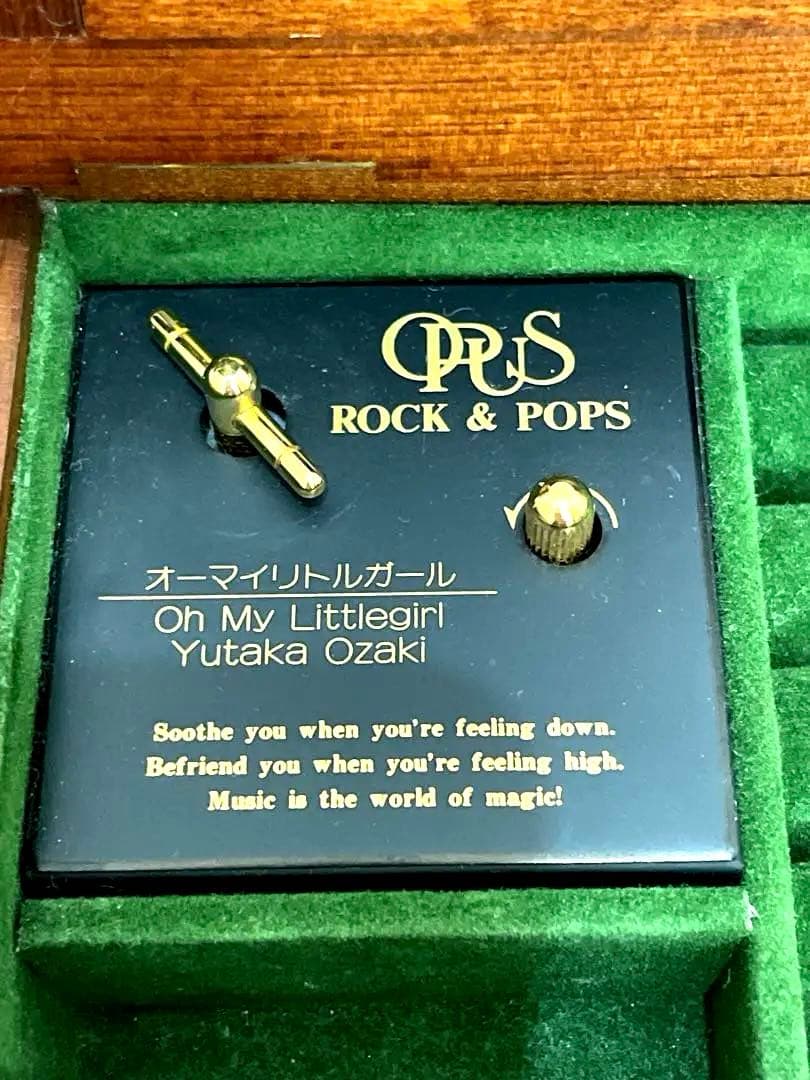 OPUS
ROCK & POPS
オーマイリトルガール
Oh My Littlegirl
Yutaka Ozaki
Soothe you when you're feeling down.
Befriend you when you're feeling high.
Music is the world of magic!